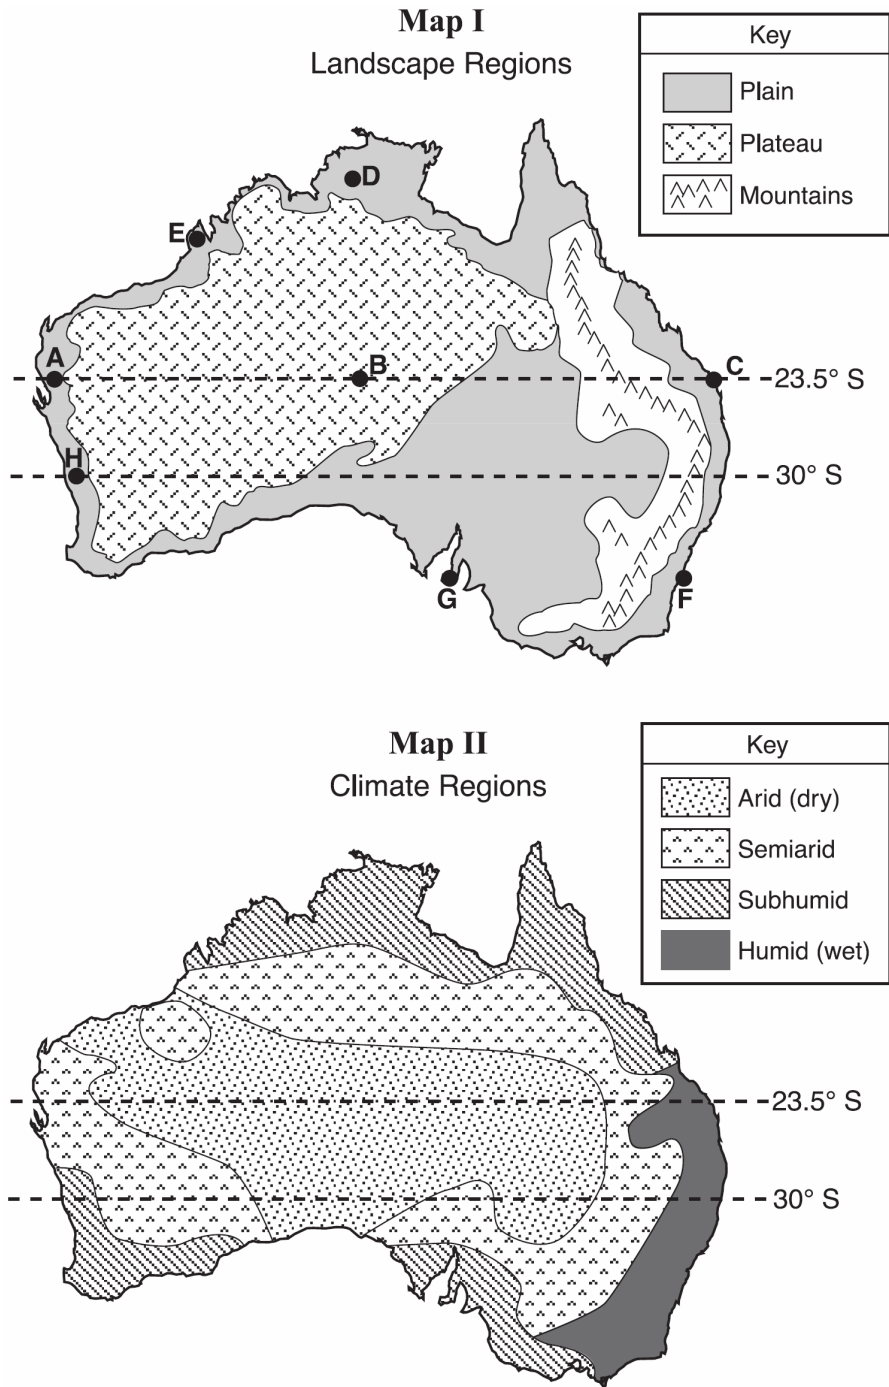 Map I
Landscape Regions
Key
Plain
Plateau
Mountains
D
E
A
B
C
23.5° S
H
30° S
G
F
Map II
Climate Regions
Key
Arid (dry)
Semiarid
Subhumid
Humid (wet)
23.5° S
30° S